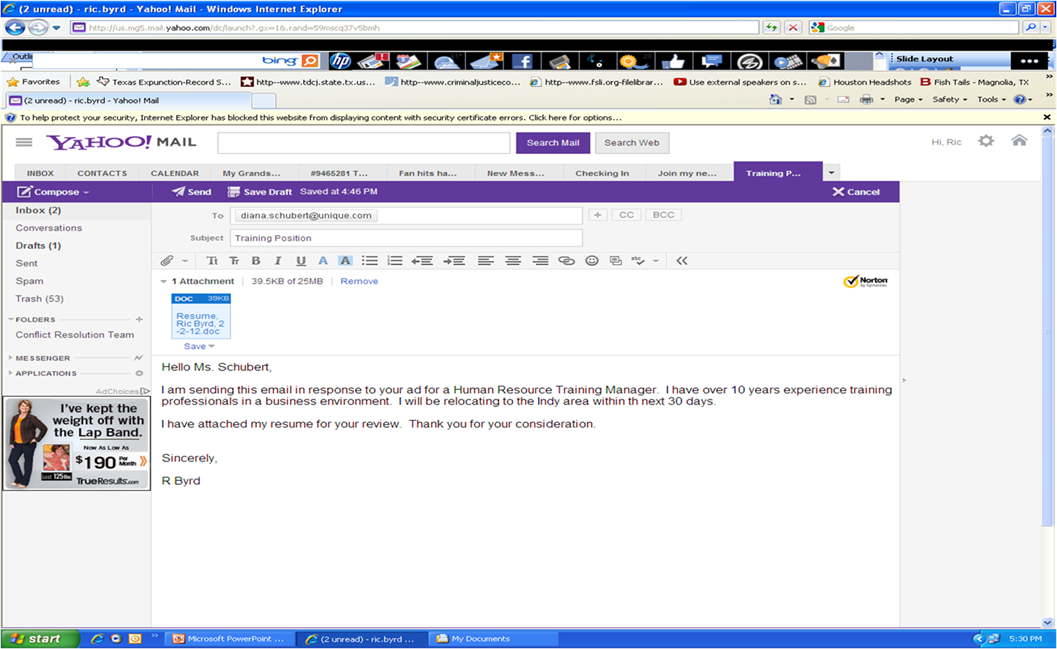 (2 unread) - ric.byrd - Yahoo! Mail - Windows Internet Explorer
http://us.mg5.mail.yahoo.com/dc/launch?.gx=1&.rand=59mscq37v5bmh
Google
Outli
bing
hp
Slide Layout
Favorites Texas Expunction-Record S... http--www.tdcj.state.tx.us... http--www.criminaljusticeco... http--www.fsli.org-filelibrar... Use external speakers on s... Houston Headshots Fish Tails - Magnolia, TX
(2 unread) - ric.byrd - Yahoo! Mail
Page Safety Tools
To help protect your security, Internet Explorer has blocked this website from displaying content with security certificate errors. Click here for options...
YAHOO! MAIL
Search Mail
Search Web
Hi, Ric
INBOX CONTACTS CALENDAR My Grands... #9465281 T... Fan hits ha... New Mess... Checking In Join my ne... Training P...
Compose
Send Save Draft Saved at 4:46 PM
Cancel
Inbox (2)
Conversations
Drafts (1)
Sent
Spam
Trash (53)
FOLDERS +
Conflict Resolution Team
MESSENGER
APPLICATIONS
AdChoices
I've kept the
weight off with
the Lap Band.
Now As Low As
$190 Per Month
Lost 125 lbs
TrueResults.com
To diana.schubert@unique.com + CC BCC
Subject Training Position
Tt Tr B I U A A
1 Attachment 39.5KB of 25MB Remove
Norton
by Symantec
DOC 39KB
Resume,
Ric Byrd, 2
-2-12.doc
Save
Hello Ms. Schubert,
I am sending this email in response to your ad for a Human Resource Training Manager. I have over 10 years experience training
professionals in a business environment. I will be relocating to the Indy area within th next 30 days.
I have attached my resume for your review. Thank you for your consideration.
Sincerely,
R Byrd
start
Microsoft PowerPoint ...
(2 unread) - ric.byrd ...
My Documents
5:30 PM